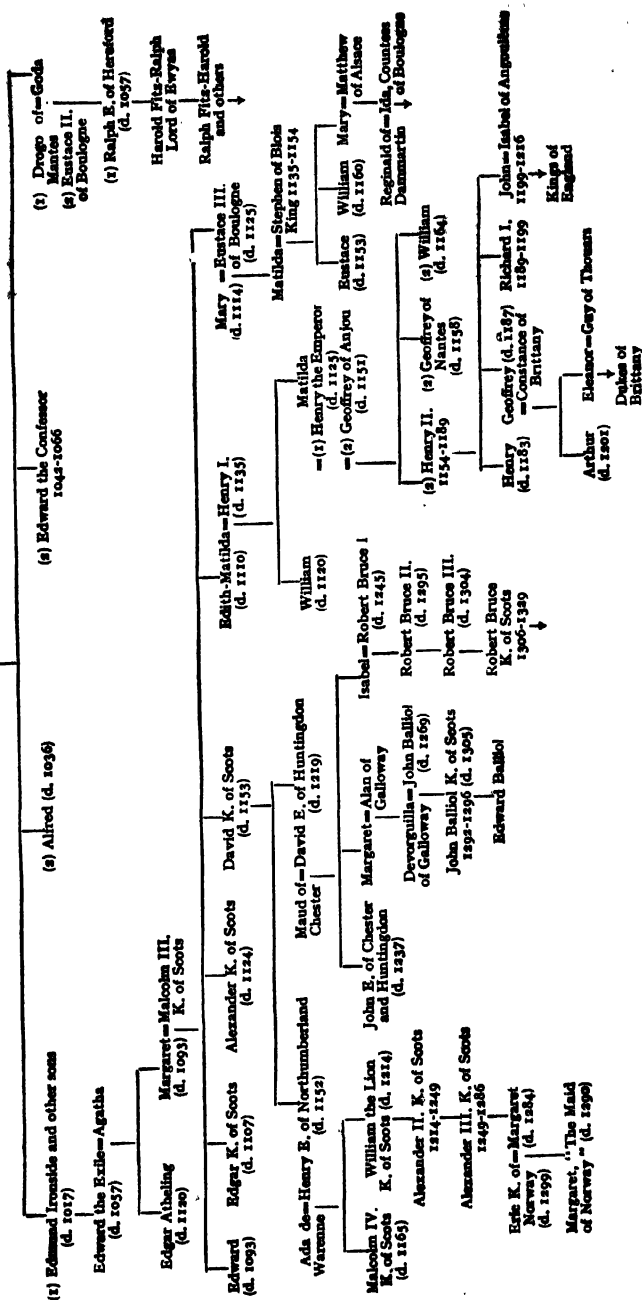 (1) Edmund Ironside and other sons
(d. 1017)
(2) Alfred (d. 1036)
(2) Edward the Confessor
1042-1066
(1) Drogo of=Goda
Mantes
(2) Eustace II.
of Boulogne
Edward the Exile=Agatha
(d. 1057)
(1) Ralph E. of Hereford
(d. 1057)
Harold Fitz-Ralph
Lord of Ewyas
Ralph Fitz-Harold
and others
Edgar Atheling
(d. 1120)
Margaret=Malcolm III.
(d. 1093) K. of Scots
Edward
(d. 1093)
Edgar K. of Scots
(d. 1107)
Alexander K. of Scots
(d. 1124)
David K. of Scots
(d. 1153)
Edith-Matilda=Henry I.
(d. 1110) (d. 1135)
Mary=Eustace III.
(d. 1114) of Boulogne
(d. 1125)
Ada de=Henry E. of Northumberland
Warenne (d. 1152)
Maud of=David E. of Huntingdon
Chester (d. 1219)
William
(d. 1120)
Matilda
=(1) Henry the Emperor
(d. 1125)
=(2) Geoffrey of Anjou
(d. 1151)
Matilda=Stephen of Blois
King 1135-1154
Eustace
(d. 1153)
William
(d. 1160)
Mary=Matthew
of Alsace
Reginald of=Ida, Countess
Dammartin of Boulogne
Malcolm IV.
K. of Scots
(d. 1165)
William the Lion
K. of Scots (d. 1214)
Alexander II. K. of Scots
1214-1249
Alexander III. K. of Scots
1249-1286
Eric K. of=Margaret
Norway (d. 1284)
(d. 1299)
Margaret, "The Maid
of Norway" (d. 1290)
John E. of Chester
and Huntingdon
(d. 1237)
Margaret=Alan of
Galloway
Devorguilla=John Balliol
of Galloway (d. 1269)
John Balliol K. of Scots
1292-1296 (d. 1305)
Edward Balliol
Isabel=Robert Bruce I
(d. 1245)
Robert Bruce II.
(d. 1295)
Robert Bruce III.
(d. 1304)
Robert Bruce
K. of Scots
1306-1329
(2) Henry II.
1154-1189
(2) Geoffrey of
Nantes
(d. 1158)
(2) William
(d. 1164)
Henry
(d. 1183)
Geoffrey (d. 1187)
=Constance of
Brittany
Richard I.
1189-1199
John=Isabel of Angoulême
1199-1216
Kings of
England
Arthur
(d. 1201)
Eleanor=Guy of Thouars
Dukes of
Brittany